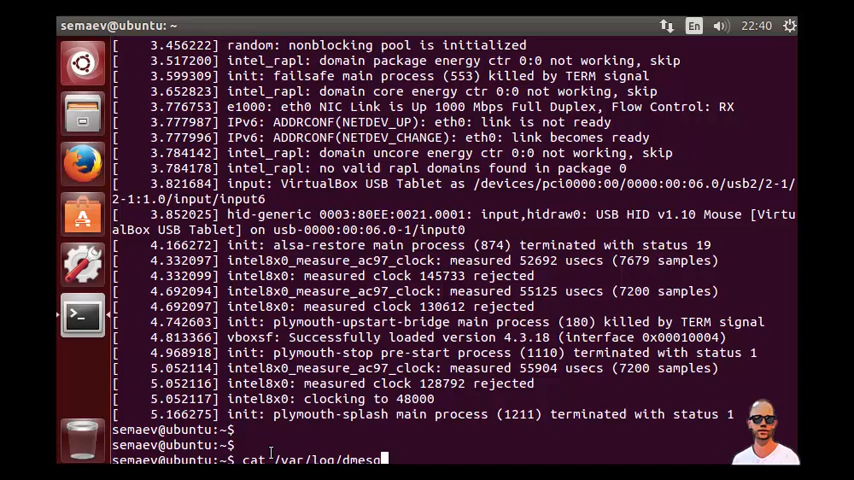 semaev@ubuntu: ~
En
22:40
[    3.456222] random: nonblocking pool is initialized
[    3.517200] intel_rapl: domain package energy ctr 0:0 not working, skip
[    3.599309] init: failsafe main process (553) killed by TERM signal
[    3.652823] intel_rapl: domain core energy ctr 0:0 not working, skip
[    3.776753] e1000: eth0 NIC Link is Up 1000 Mbps Full Duplex, Flow Control: RX
[    3.777987] IPv6: ADDRCONF(NETDEV_UP): eth0: link is not ready
[    3.777996] IPv6: ADDRCONF(NETDEV_CHANGE): eth0: link becomes ready
[    3.784142] intel_rapl: domain uncore energy ctr 0:0 not working, skip
[    3.784178] intel_rapl: no valid rapl domains found in package 0
[    3.821684] input: VirtualBox USB Tablet as /devices/pci0000:00/0000:00:06.0/usb2/2-1/
2-1:1.0/input/input6
[    3.852025] hid-generic 0003:80EE:0021.0001: input,hidraw0: USB HID v1.10 Mouse [Virtu
alBox USB Tablet] on usb-0000:00:06.0-1/input0
[    4.166272] init: alsa-restore main process (874) terminated with status 19
[    4.332097] intel8x0_measure_ac97_clock: measured 52692 usecs (7679 samples)
[    4.332099] intel8x0: measured clock 145733 rejected
[    4.692094] intel8x0_measure_ac97_clock: measured 55125 usecs (7200 samples)
[    4.692097] intel8x0: measured clock 130612 rejected
[    4.742603] init: plymouth-upstart-bridge main process (180) killed by TERM signal
[    4.813366] vboxsf: Successfully loaded version 4.3.18 (interface 0x00010004)
[    4.968918] init: plymouth-stop pre-start process (1110) terminated with status 1
[    5.052114] intel8x0_measure_ac97_clock: measured 55904 usecs (7200 samples)
[    5.052116] intel8x0: measured clock 128792 rejected
[    5.052117] intel8x0: clocking to 48000
[    5.166275] init: plymouth-splash main process (1211) terminated with status 1
semaev@ubuntu:~$
semaev@ubuntu:~$
semaev@ubuntu:~$ cat /var/log/dmesg